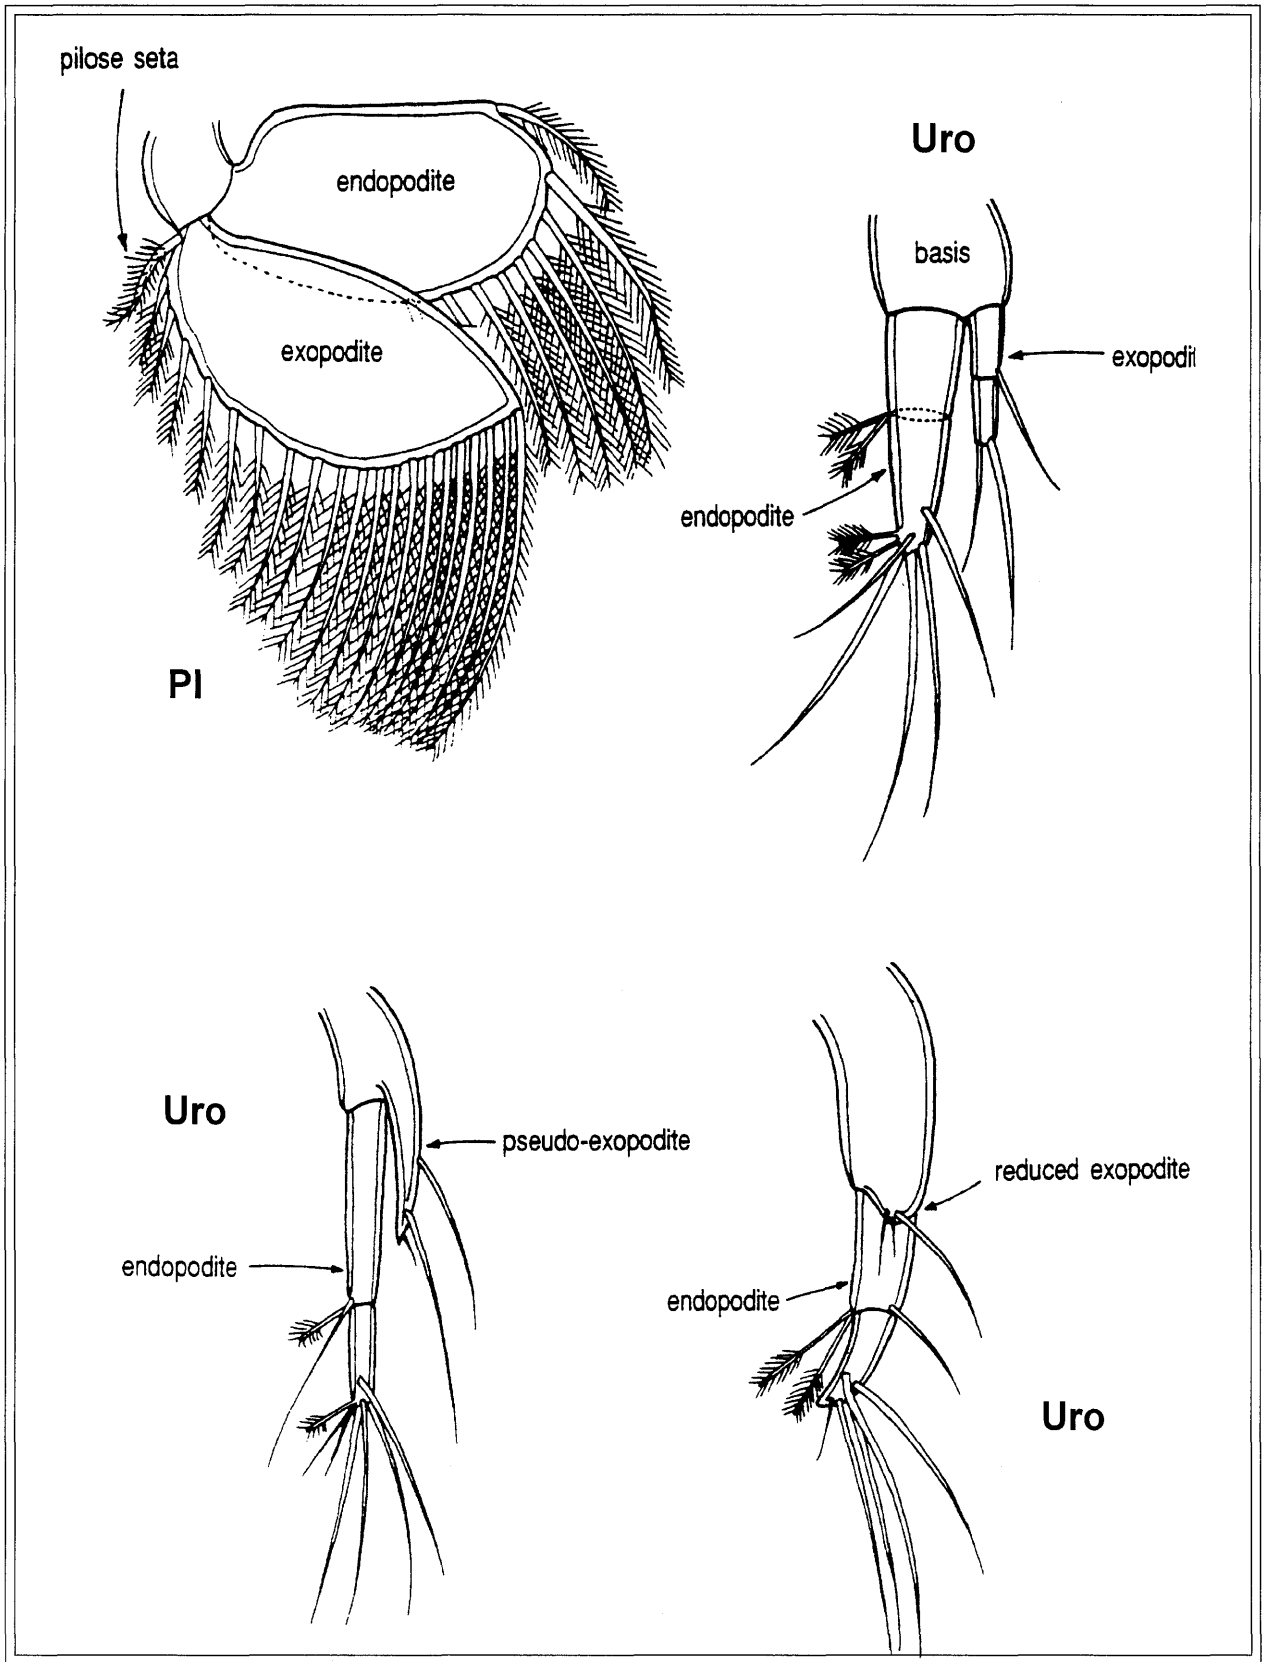 pilose seta
endopodite
exopodite
Pl
Uro
basis
exopodit
endopodite
Uro
pseudo-exopodite
endopodite
reduced exopodite
endopodite
Uro